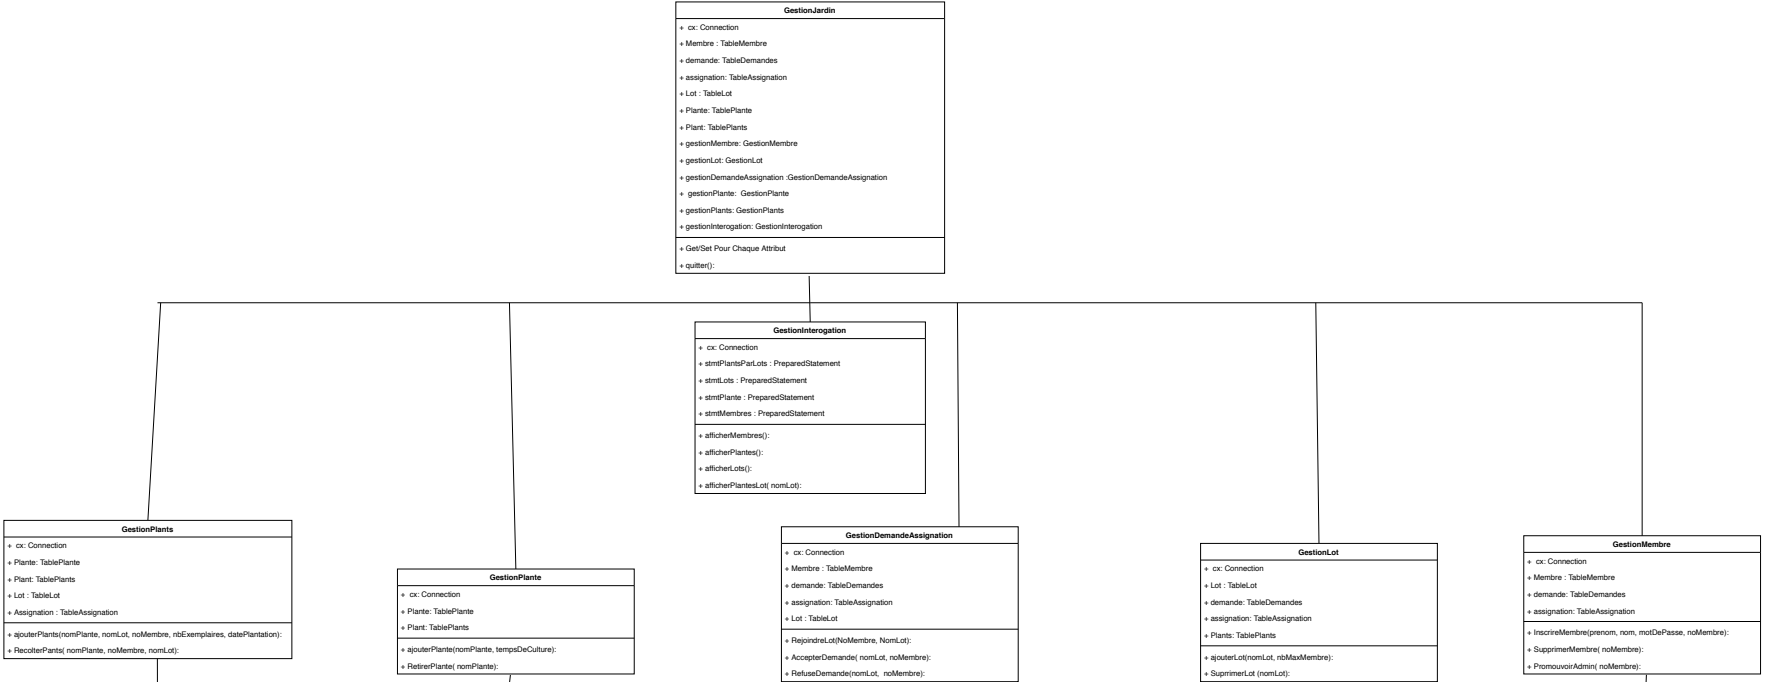 GestionJardin
+ cx: Connection
+ Membre : TableMembre
+ demande: TableDemandes
+ assignation: TableAssignation
+ Lot : TableLot
+ Plante: TablePlante
+ Plant: TablePlants
+ gestionMembre: GestionMembre
+ gestionLot: GestionLot
+ gestionDemandeAssignation :GestionDemandeAssignation
+ gestionPlante: GestionPlante
+ gestionPlants: GestionPlants
+ gestionInterogation: GestionInterogation
+ Get/Set Pour Chaque Attribut
+ quitter():
GestionInterogation
+ cx: Connection
+ stmtPlantsParLots : PreparedStatement
+ stmtLots : PreparedStatement
+ stmtPlante : PreparedStatement
+ stmtMembres : PreparedStatement
+ afficherMembres():
+ afficherPlantes():
+ afficherLots():
+ afficherPlantesLot( nomLot):
GestionPlants
+ cx: Connection
+ Plante: TablePlante
+ Plant: TablePlants
+ Lot : TableLot
+ Assignation : TableAssignation
+ ajouterPlants(nomPlante, nomLot, noMembre, nbExemplaires, datePlantation):
+ RecolterPants( nomPlante, noMembre, nomLot):
GestionPlante
+ cx: Connection
+ Plante: TablePlante
+ Plant: TablePlants
+ ajouterPlante(nomPlante, tempsDeCulture):
+ RetirerPlante( nomPlante):
GestionDemandeAssignation
+ cx: Connection
+ Membre : TableMembre
+ demande: TableDemandes
+ assignation: TableAssignation
+ Lot : TableLot
+ RejoindreLot(NoMembre, NomLot):
+ AccepterDemande( nomLot, noMembre):
+ RefuseDemande(nomLot, noMembre):
GestionLot
+ cx: Connection
+ Lot : TableLot
+ demande: TableDemandes
+ assignation: TableAssignation
+ Plants: TablePlants
+ ajouterLot(nomLot, nbMaxMembre):
+ SuprrimerLot (nomLot):
GestionMembre
+ cx: Connection
+ Membre : TableMembre
+ demande: TableDemandes
+ assignation: TableAssignation
+ InscrireMembre(prenom, nom, motDePasse, noMembre):
+ SupprimerMembre( noMembre):
+ PromouvoirAdmin( noMembre):